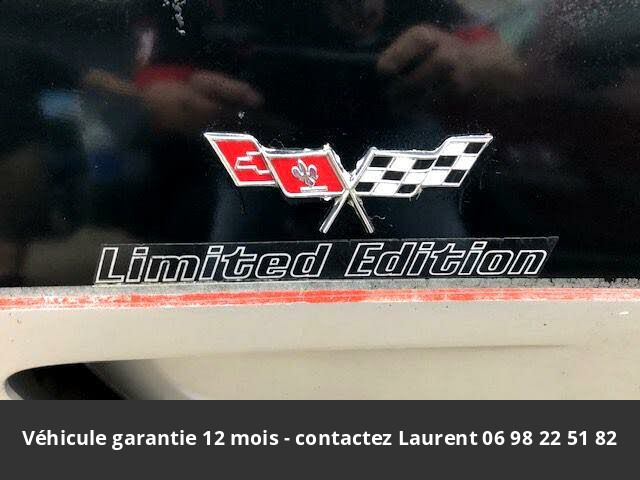 Limited Edition
Véhicule garantie 12 mois - contactez Laurent 06 98 22 51 82